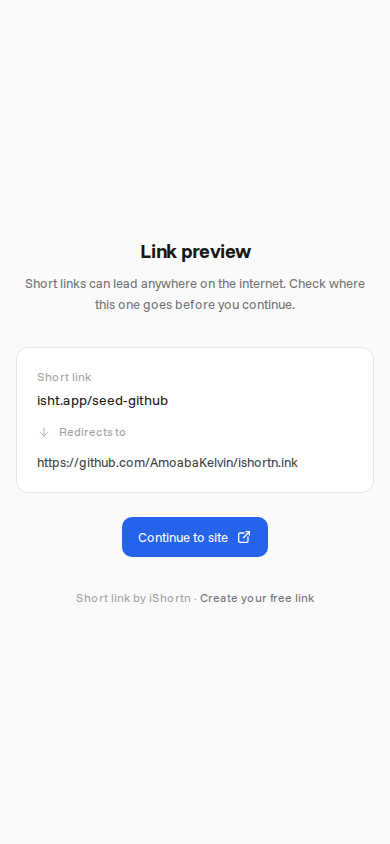 Link preview
Short links can lead anywhere on the internet. Check where
this one goes before you continue.
Short link
isht.app/seed-github
Redirects to
https://github.com/AmoabaKelvin/ishortn.ink
Continue to site
Short link by iShortn · Create your free link